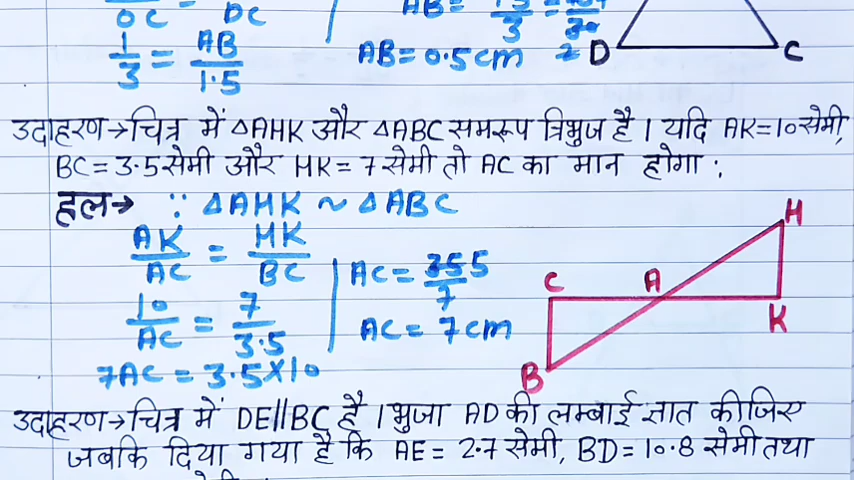 OC = DC
1/3 = AB/1.5
AB = 0.5 cm
D C
उदाहरण→चित्र में △AHK और △ABC समरूप त्रिभुज है । यदि AK=10 सेमी,
BC = 3.5 सेमी और HK = 7 सेमी तो AC का मान होगा :
हल→ ∵ △AHK ~ △ABC
AK/AC = HK/BC
10/AC = 7/3.5
7AC = 3.5×10
AC = 7 cm
H
C A
K
B
उदाहरण→चित्र में DE||BC है । भुजा AD की लम्बाई ज्ञात कीजिए
जबकि दिया गया है कि AE = 2.7 सेमी, BD = 10.8 सेमी तथा